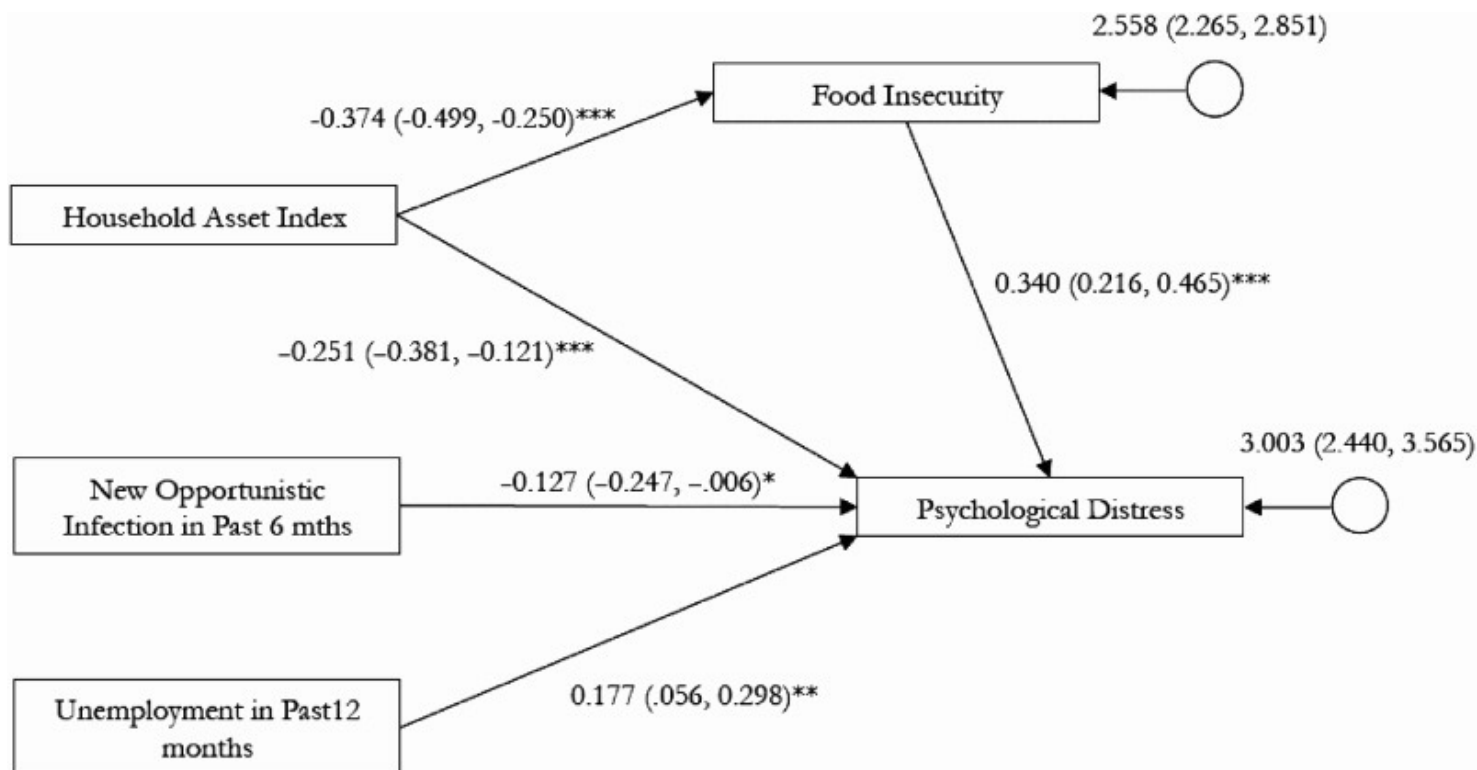 2.558 (2.265, 2.851)
Food Insecurity
-0.374 (-0.499, -0.250)***
Household Asset Index
0.340 (0.216, 0.465)***
-0.251 (-0.381, -0.121)***
3.003 (2.440, 3.565)
New Opportunistic
Infection in Past 6 mths
-0.127 (-0.247, -.006)*
Psychological Distress
0.177 (.056, 0.298)**
Unemployment in Past12
months